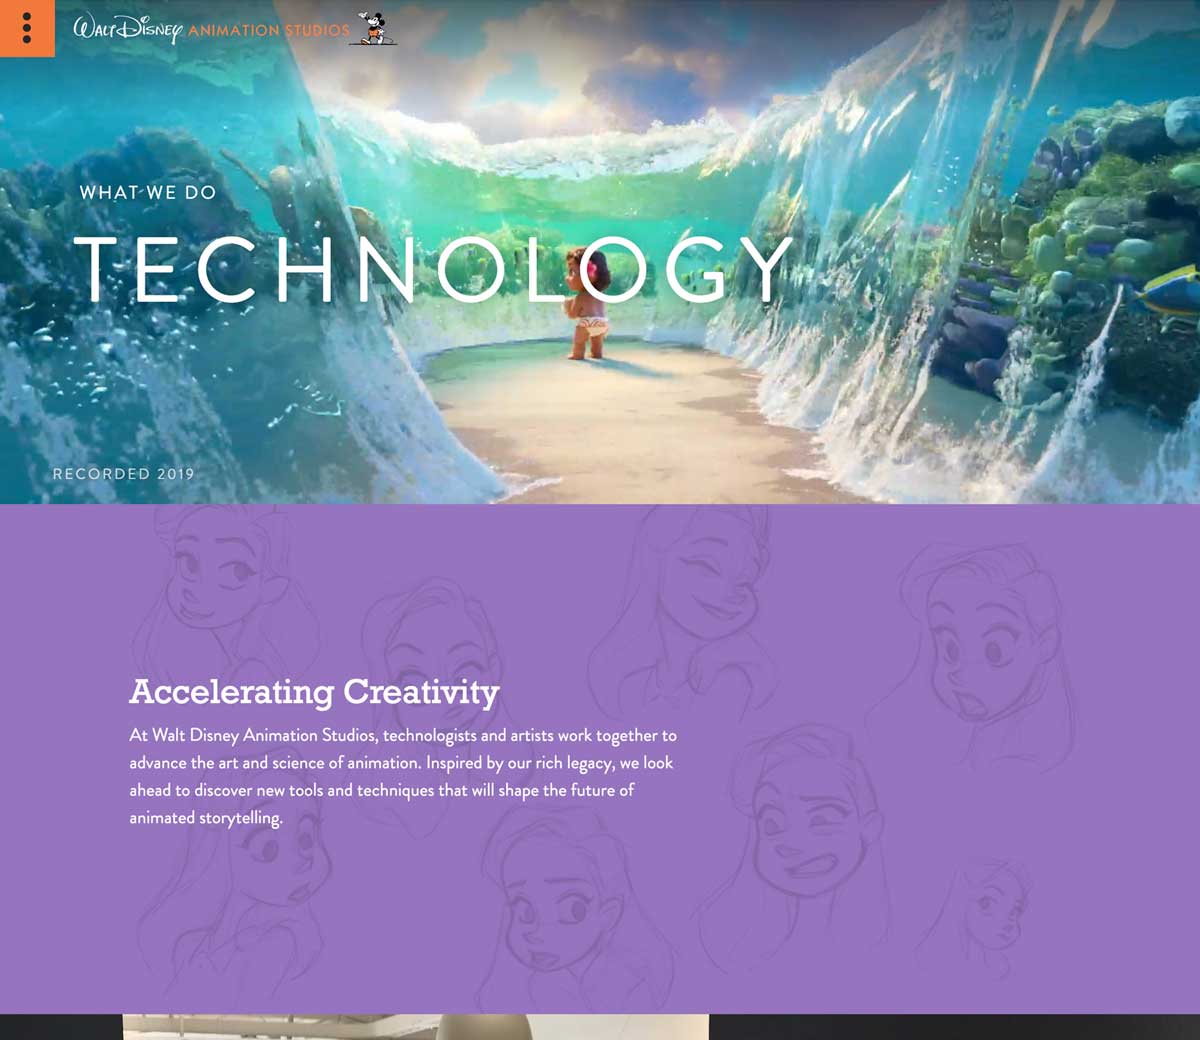 Walt Disney ANIMATION STUDIOS
WHAT WE DO
TECHNOLOGY
RECORDED 2019
Accelerating Creativity
At Walt Disney Animation Studios, technologists and artists work together to
advance the art and science of animation. Inspired by our rich legacy, we look
ahead to discover new tools and techniques that will shape the future of
animated storytelling.